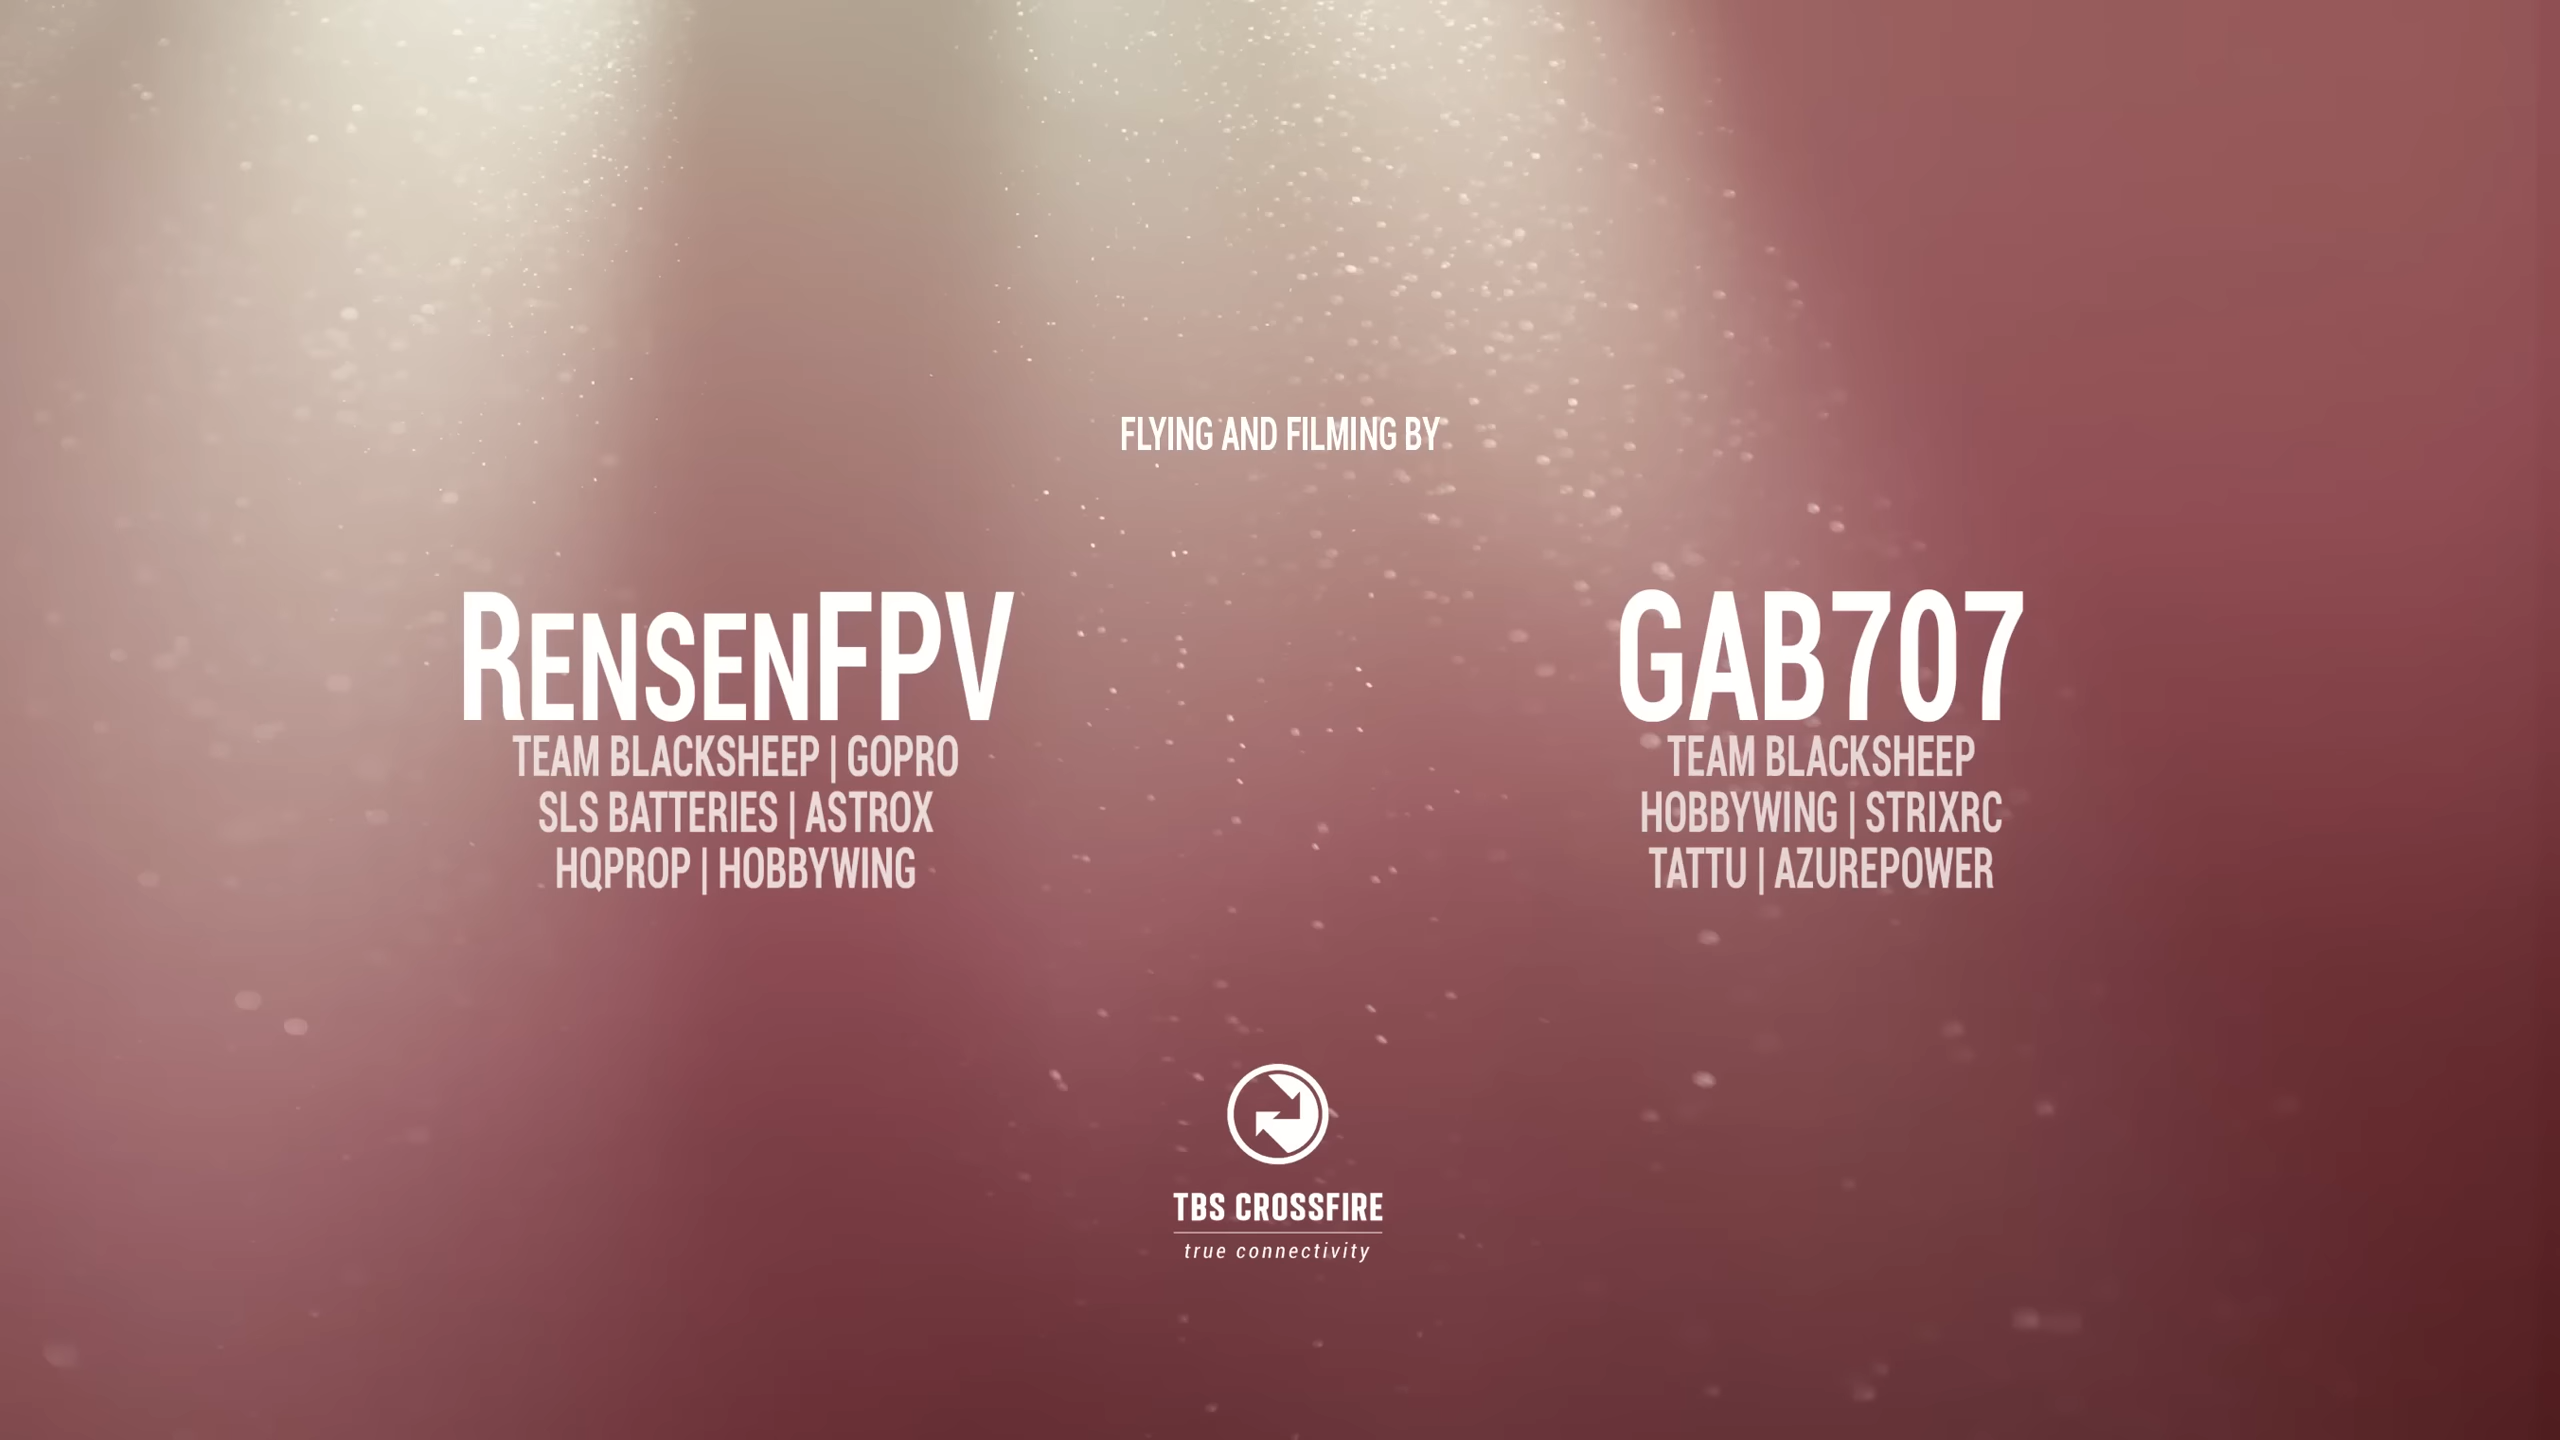 FLYING AND FILMING BY
RENSENFPV
TEAM BLACKSHEEP | GOPRO
SLS BATTERIES | ASTROX
HQPROP | HOBBYWING
GAB707
TEAM BLACKSHEEP
HOBBYWING | STRIXRC
TATTU | AZUREPOWER
TBS CROSSFIRE
true connectivity